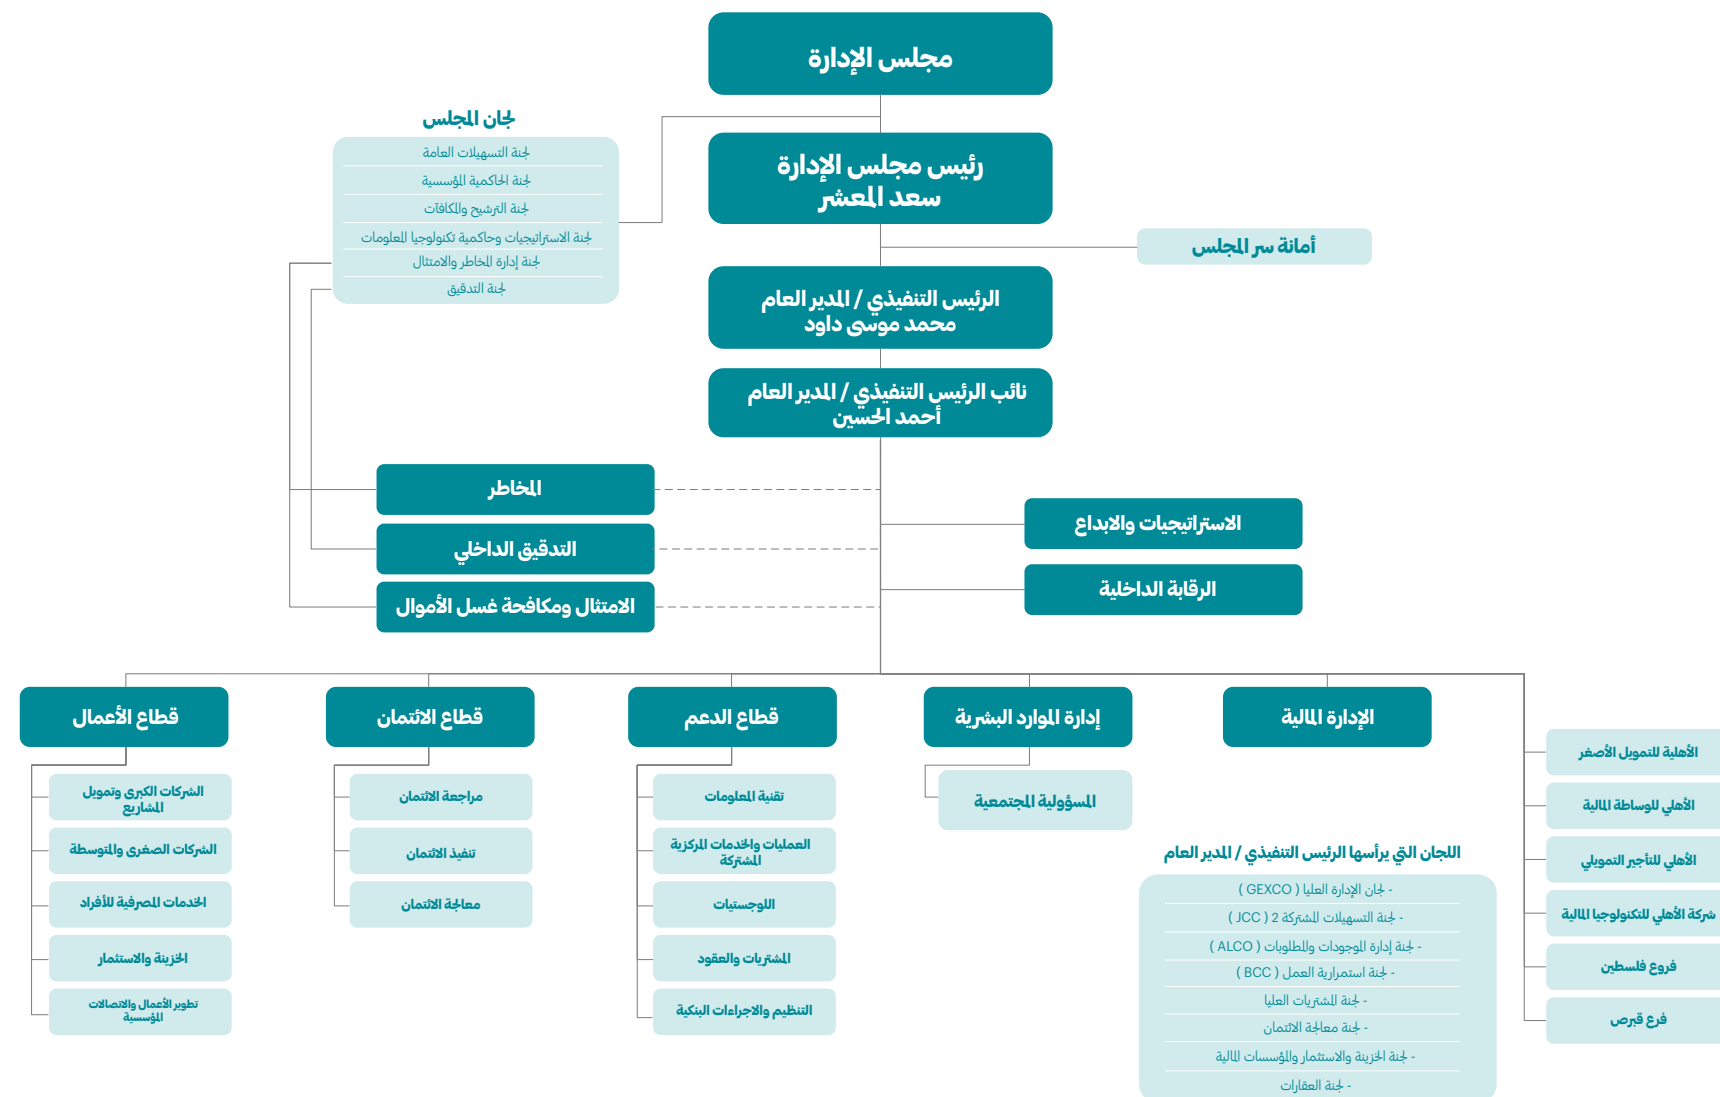 مجلس الإدارة
لجان المجلس
لجنة التسهيلات العامة
لجنة الحاكمية المؤسسية
لجنة الترشيح والمكافآت
لجنة الاستراتيجيات وحاكمية تكنولوجيا المعلومات
لجنة إدارة المخاطر والامتثال
لجنة التدقيق
رئيس مجلس الإدارة
سعد المعشر
أمانة سر المجلس
الرئيس التنفيذي / المدير العام
محمد موسى داود
نائب الرئيس التنفيذي / المدير العام
أحمد الحسين
المخاطر
التدقيق الداخلي
الامتثال ومكافحة غسل الأموال
الاستراتيجيات والابداع
الرقابة الداخلية
الأهلية للتمويل الأصغر
الأهلي للوساطة المالية
الأهلي للتأجير التمويلي
شركة الأهلي للتكنولوجيا المالية
فروع فلسطين
فرع قبرص
الإدارة المالية
إدارة الموارد البشرية
المسؤولية المجتمعية
قطاع الدعم
تقنية المعلومات
العمليات والخدمات المركزية
المشتركة
اللوجستيات
المشتريات والعقود
التنظيم والاجراءات البنكية
قطاع الائتمان
مراجعة الائتمان
تنفيذ الائتمان
معالجة الائتمان
قطاع الأعمال
الشركات الكبرى وتمويل
المشاريع
الشركات الصغرى والمتوسطة
الخدمات المصرفية للأفراد
الخزينة والاستثمار
تطوير الأعمال والاتصالات
المؤسسية
اللجان التي يرأسها الرئيس التنفيذي / المدير العام
- لجان الإدارة العليا ( GEXCO )
- لجنة التسهيلات المشتركة 2 ( JCC )
- لجنة إدارة الموجودات والمطلوبات ( ALCO )
- لجنة استمرارية العمل ( BCC )
- لجنة المشتريات العليا
- لجنة معالجة الائتمان
- لجنة الخزينة والاستثمار والمؤسسات المالية
- لجنة العقارات